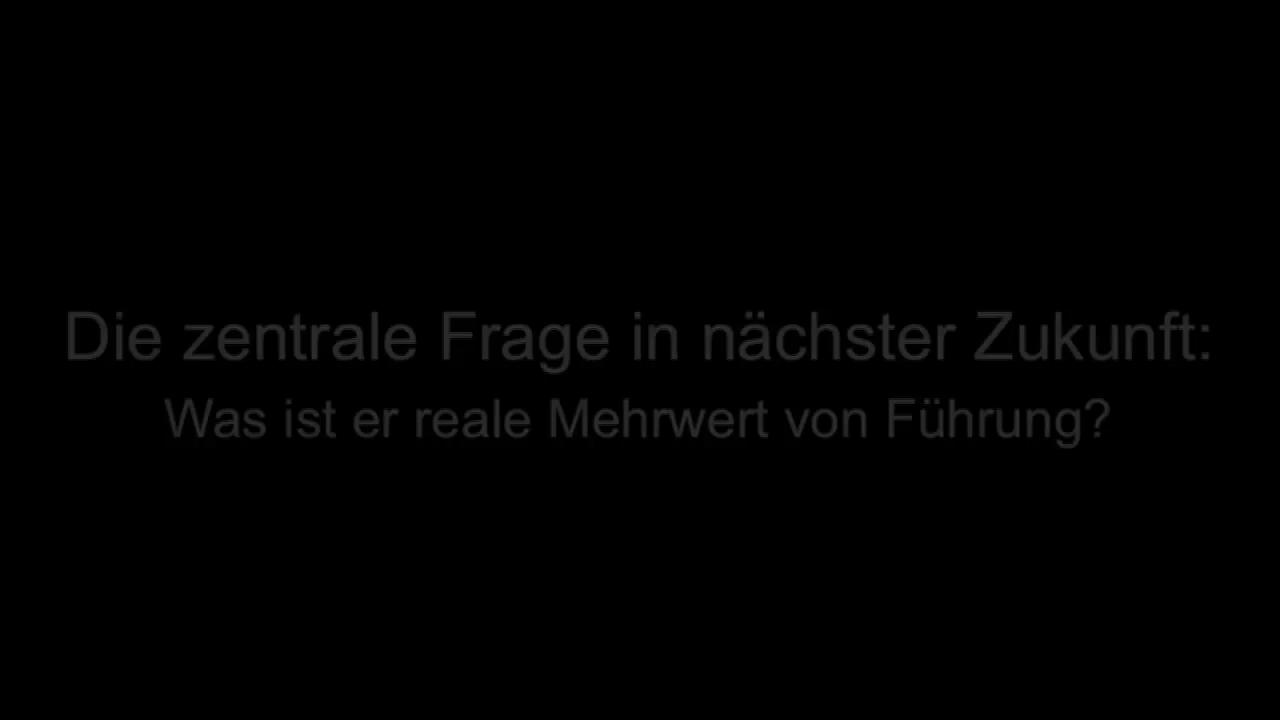 Die zentrale Frage in nächster Zukunft:
Was ist er reale Mehrwert von Führung?